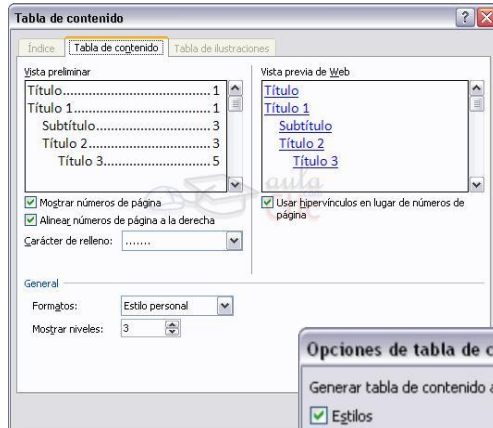 Tabla de contenido
Índice Tabla de contenido Tabla de ilustraciones
Vista preliminar
Título..................................1
Título 1................................1
Subtítulo..........................3
Título 2............................3
Título 3........................5
Mostrar números de página
Alinear números de página a la derecha
Carácter de relleno: .......
Vista previa de Web
Título
Título 1
Subtítulo
Título 2
Título 3
Usar hipervínculos en lugar de números de
página
aula
General
Formatos: Estilo personal
Mostrar niveles: 3
Opciones de tabla de c
Generar tabla de contenido a
Estilos